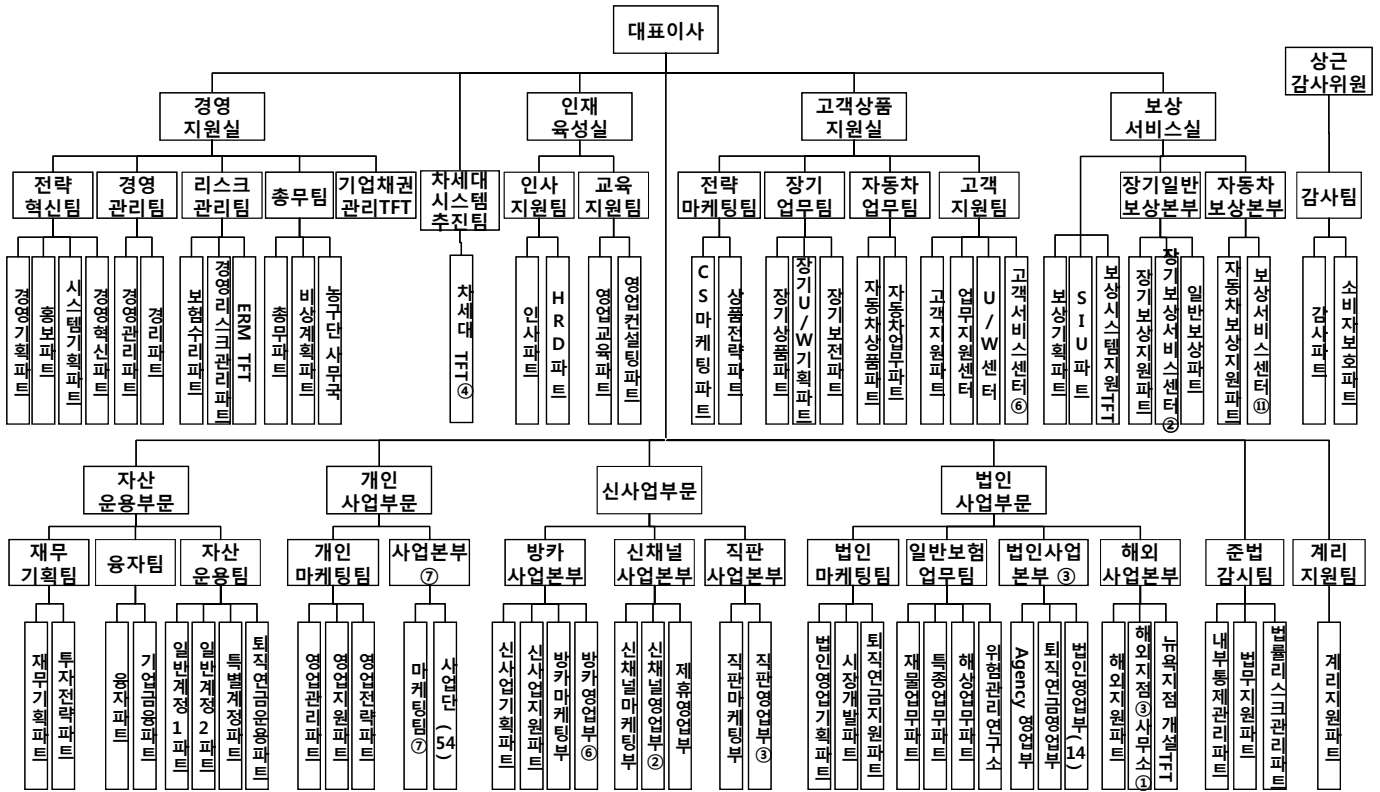 대표이사
상근
감사위원
경영
지원실
인재
육성실
고객상품
지원실
보상
서비스실
전략
혁신팀
경영
관리팀
리스크
관리팀
총무팀
기업채권
관리TFT
차세대
시스템
추진팀
인사
지원팀
교육
지원팀
전략
마케팅팀
장기
업무팀
자동차
업무팀
고객
지원팀
장기일반
보상본부
자동차
보상본부
감사팀
경영기획파트
홍보파트
시스템기획파트
경영혁신파트
경영관리파트
경리파트
보험수리파트
경영리스크관리파트
ERM TFT
총무파트
비상계획파트
농구단 사무국
차세대 TFT④
인사파트
HRD파트
영업교육파트
영업컨설팅파트
CS마케팅파트
상품전략파트
장기상품파트
장기U/W기획파트
장기보전파트
자동차상품파트
자동차업무파트
고객지원파트
업무지원센터
U/W센터
고객서비스센터⑥
보상기획파트
SIU파트
보상시스템지원TFT
장기보상지원파트
장기보상서비스센터②
일반보상파트
자동차보상지원파트
보상서비스센터⑪
감사파트
소비자보호파트
자산
운용부문
개인
사업부문
신사업부문
법인
사업부문
재무
기획팀
융자팀
자산
운용팀
개인
마케팅팀
사업본부
⑦
방카
사업본부
신채널
사업본부
직판
사업본부
법인
마케팅팀
일반보험
업무팀
법인사업
본부 ③
해외
사업본부
준법
감시팀
계리
지원팀
재무기획파트
투자전략파트
융자파트
기업금융파트
일반계정1파트
일반계정2파트
특별계정파트
퇴직연금운용파트
영업관리파트
영업지원파트
영업전략파트
마케팅팀⑦
사업단 (54)
신사업기획파트
신사업지원파트
방카마케팅부
방카영업부⑥
신채널마케팅부
신채널영업부②
제휴영업부
직판마케팅부
직판영업부③
법인영업기획파트
시장개발파트
퇴직연금지원파트
재물업무파트
특종업무파트
해상업무파트
위험관리연구소
Agency 영업부
퇴직연금영업부
법인영업부(14)
해외지원파트
해외지점③사무소①
뉴욕지점 개설TFT
내부통제관리파트
법무지원파트
법률리스크관리파트
계리지원파트